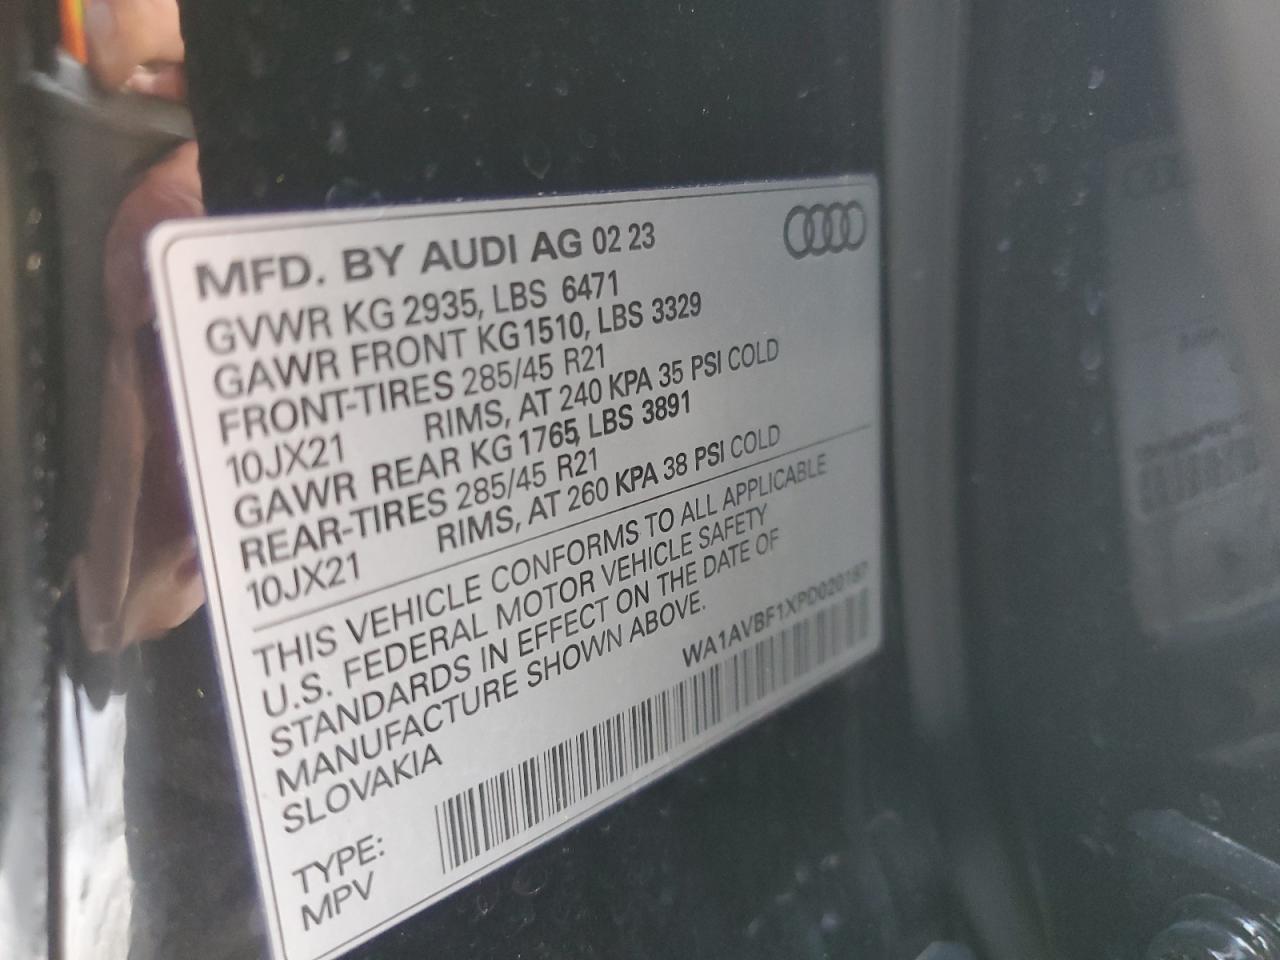 MFD. BY AUDI AG 02 23
GVWR KG 2935, LBS 6471
GAWR FRONT KG1510, LBS 3329
FRONT-TIRES 285/45 R21
10JX21 RIMS, AT 240 KPA 35 PSI COLD
GAWR REAR KG 1765, LBS 3891
REAR-TIRES 285/45 R21
10JX21 RIMS, AT 260 KPA 38 PSI COLD
THIS VEHICLE CONFORMS TO ALL APPLICABLE
U.S. FEDERAL MOTOR VEHICLE SAFETY
STANDARDS IN EFFECT ON THE DATE OF
MANUFACTURE SHOWN ABOVE.
SLOVAKIA
WA1AVBF1XPD020187
TYPE:
MPV